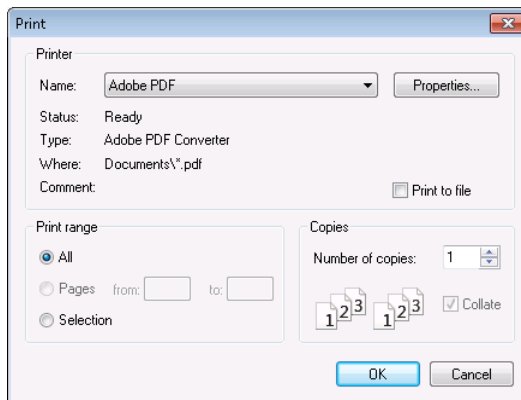 Print
Printer
Name: Adobe PDF Properties...
Status: Ready
Type: Adobe PDF Converter
Where: Documents\*.pdf
Comment: Print to file
Print range
All
Pages from: to:
Selection
Copies
Number of copies: 1
1 2 3 1 2 3 Collate
OK Cancel